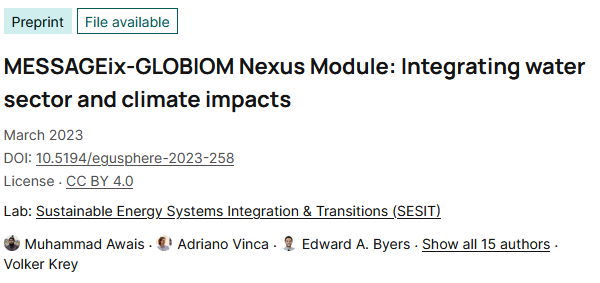 Preprint File available
MESSAGEix-GLOBIOM Nexus Module: Integrating water
sector and climate impacts
March 2023
DOI: 10.5194/egusphere-2023-258
License · CC BY 4.0
Lab: Sustainable Energy Systems Integration & Transitions (SESIT)
Muhammad Awais · Adriano Vinca · Edward A. Byers · Show all 15 authors ·
Volker Krey